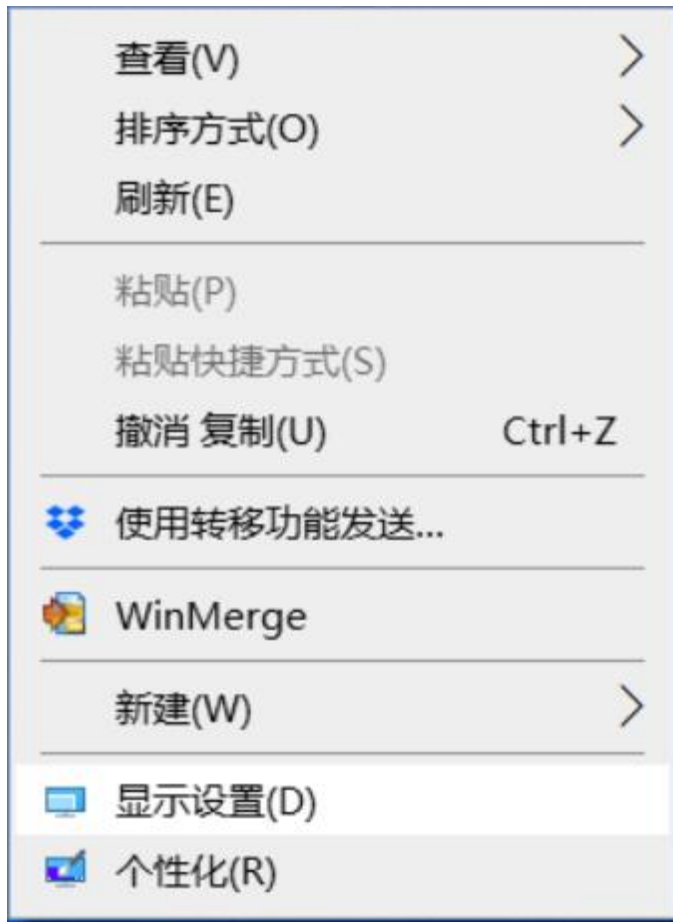 查看(V)
排序方式(O)
刷新(E)
粘贴(P)
粘贴快捷方式(S)
撤消 复制(U) Ctrl+Z
使用转移功能发送...
WinMerge
新建(W)
显示设置(D)
个性化(R)